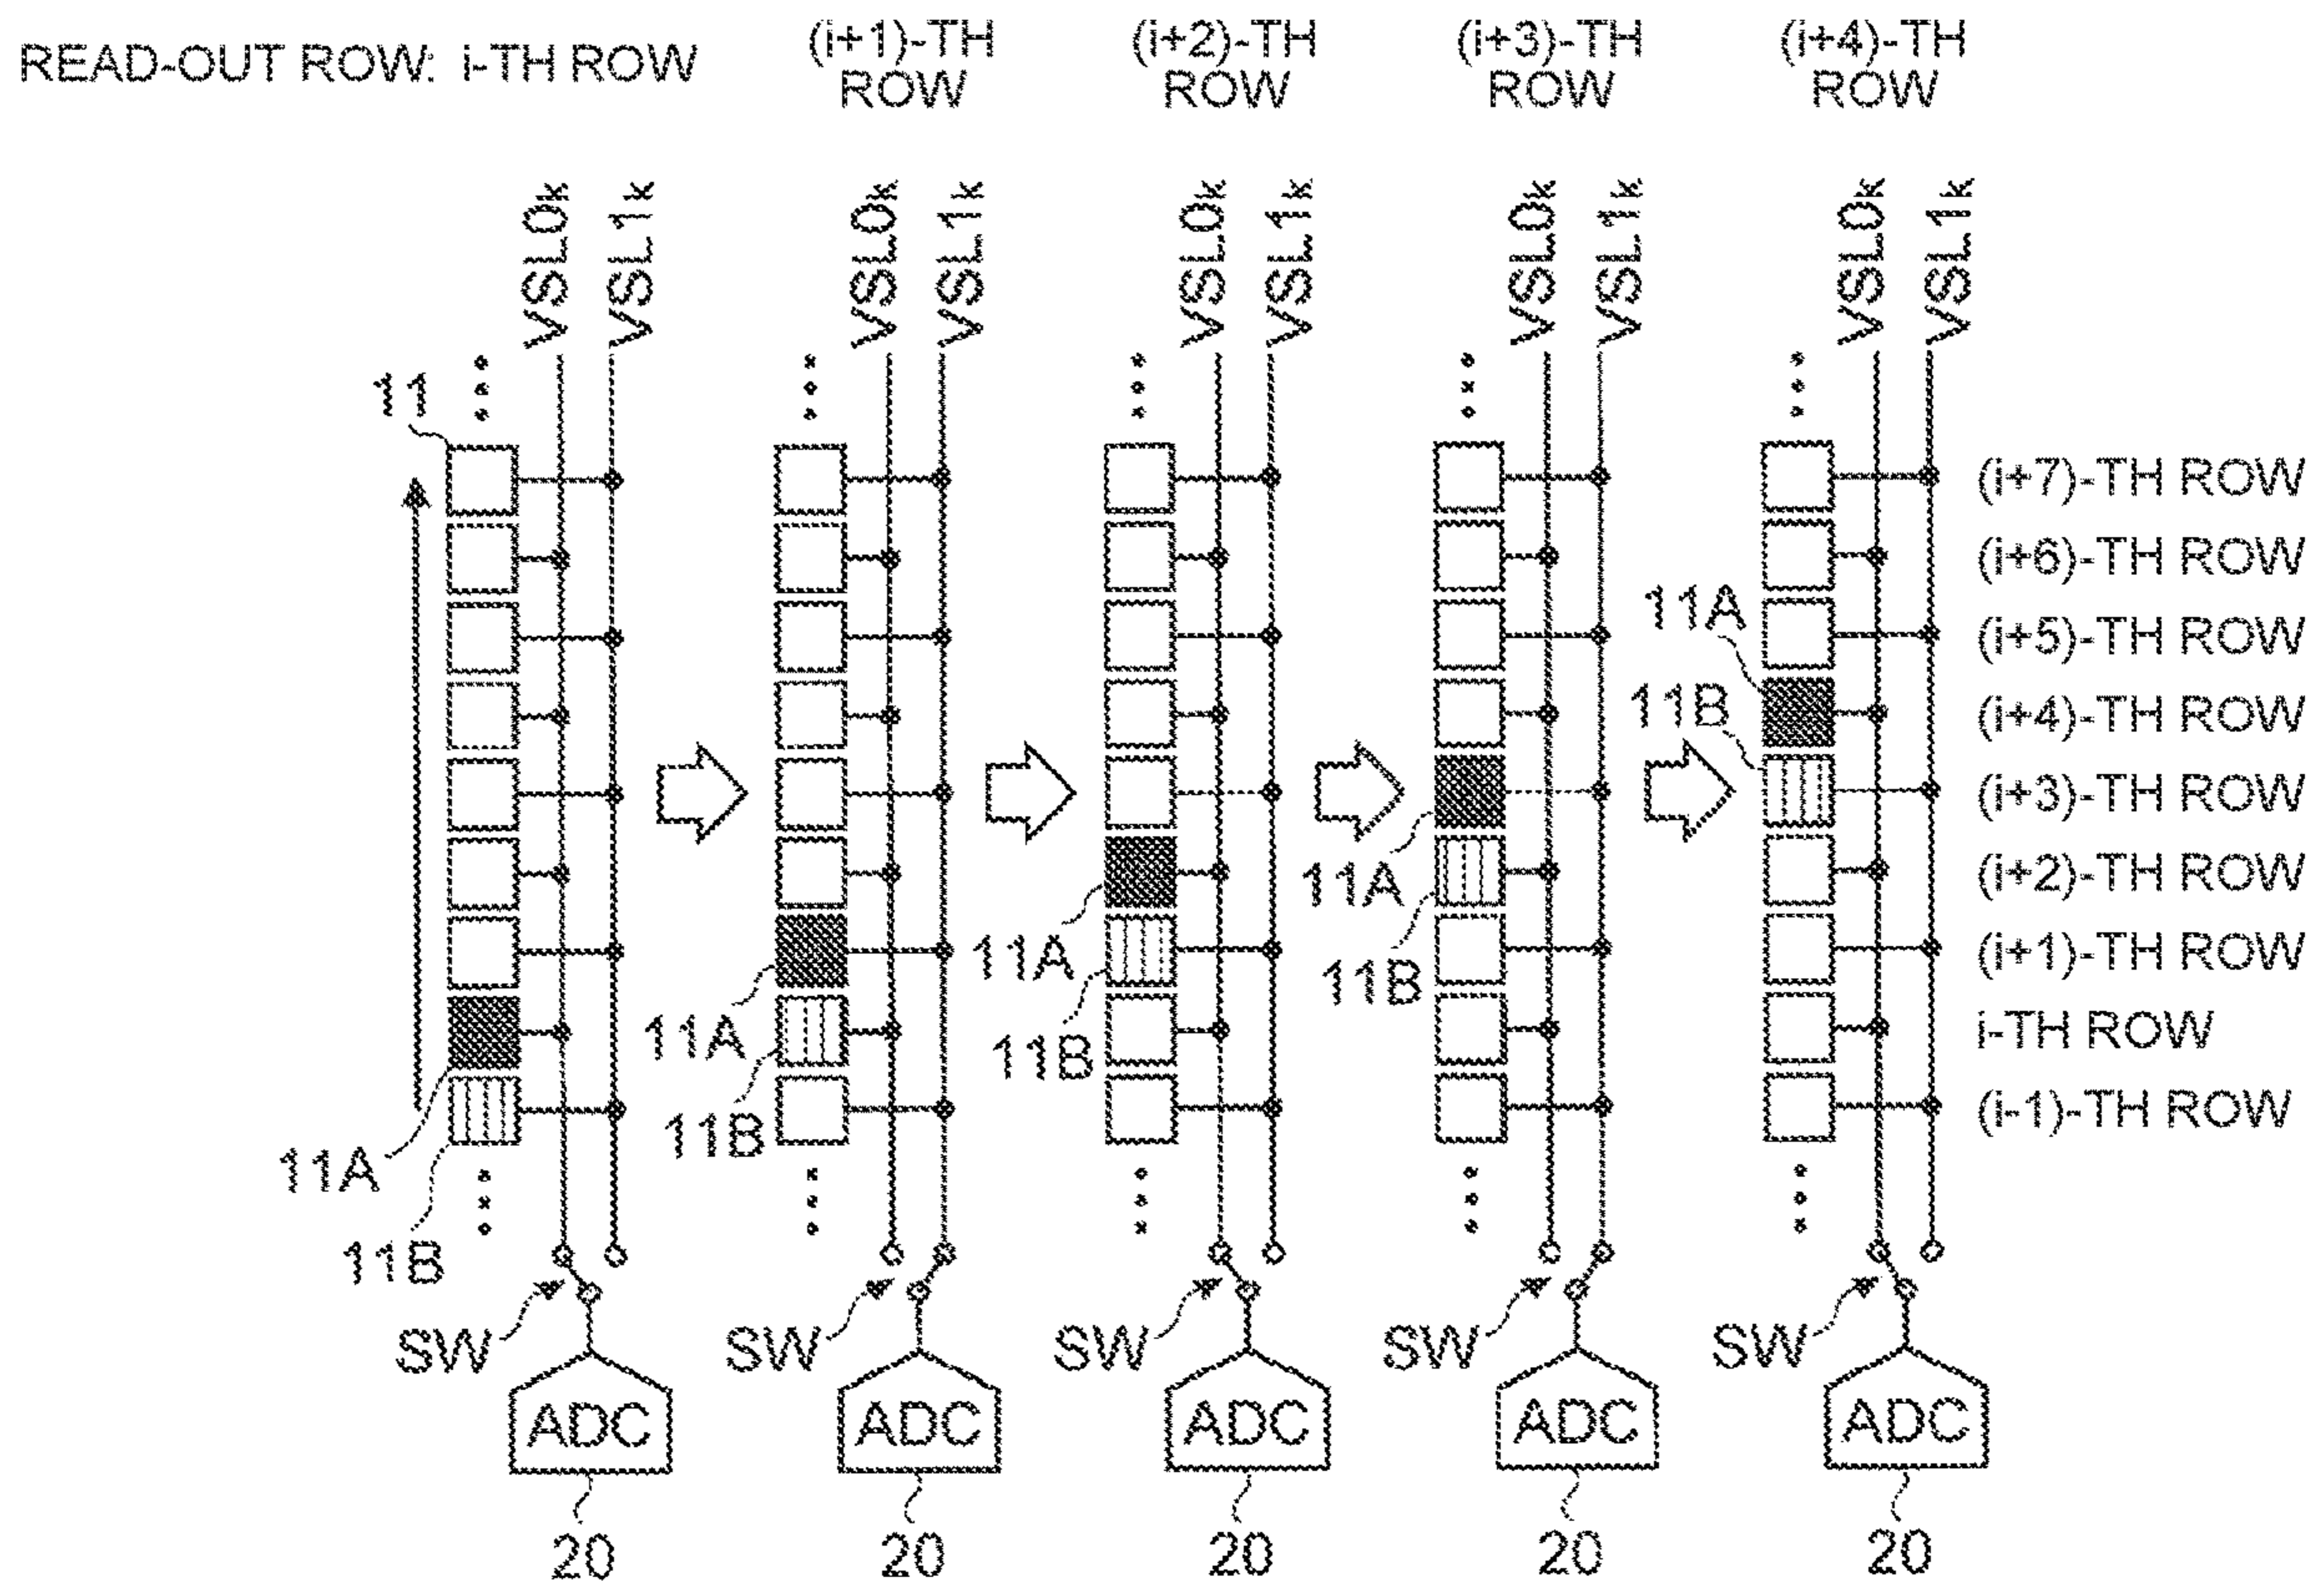 READ-OUT ROW: i-TH ROW
(i+1)-TH
ROW
(i+2)-TH
ROW
(i+3)-TH
ROW
(i+4)-TH
ROW
VSL0k
VSL1k
VSL0k
VSL1k
VSL0k
VSL1k
VSL0k
VSL1k
VSL0k
VSL1k
11
(i+7)-TH ROW
(i+6)-TH ROW
11A
(i+5)-TH ROW
11B
(i+4)-TH ROW
(i+3)-TH ROW
11A
(i+2)-TH ROW
11A
11B
(i+1)-TH ROW
11A
11B
i-TH ROW
11B
(i-1)-TH ROW
11A
11B
SW
SW
SW
SW
SW
ADC
ADC
ADC
ADC
ADC
20
20
20
20
20